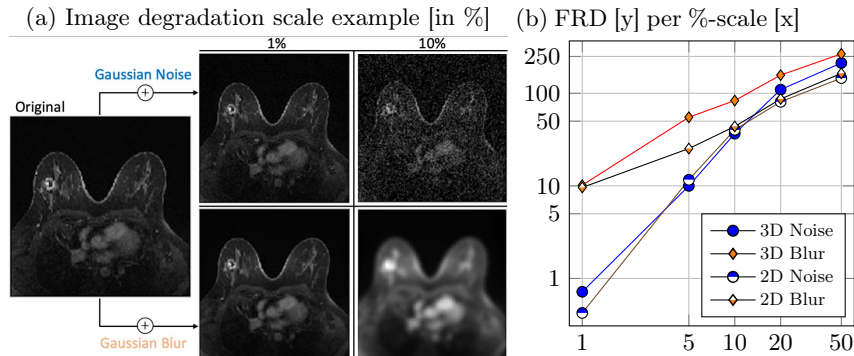 (a) Image degradation scale example [in %]
1%
10%
Gaussian Noise
Original
Gaussian Blur
(b) FRD [y] per %-scale [x]
250
100
50
10
5
1
3D Noise
3D Blur
2D Noise
2D Blur
1
5
10
20
50